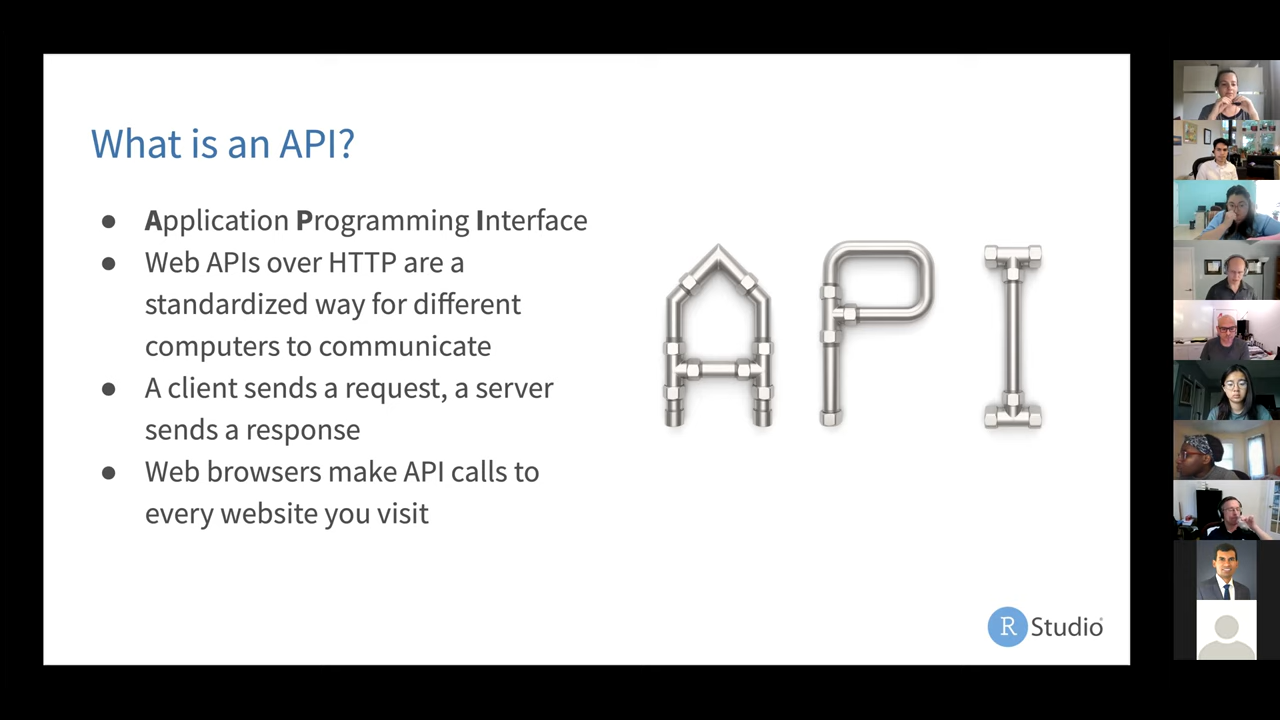 What is an API?
● Application Programming Interface
● Web APIs over HTTP are a
standardized way for different
computers to communicate
● A client sends a request, a server
sends a response
● Web browsers make API calls to
every website you visit
API
R Studio